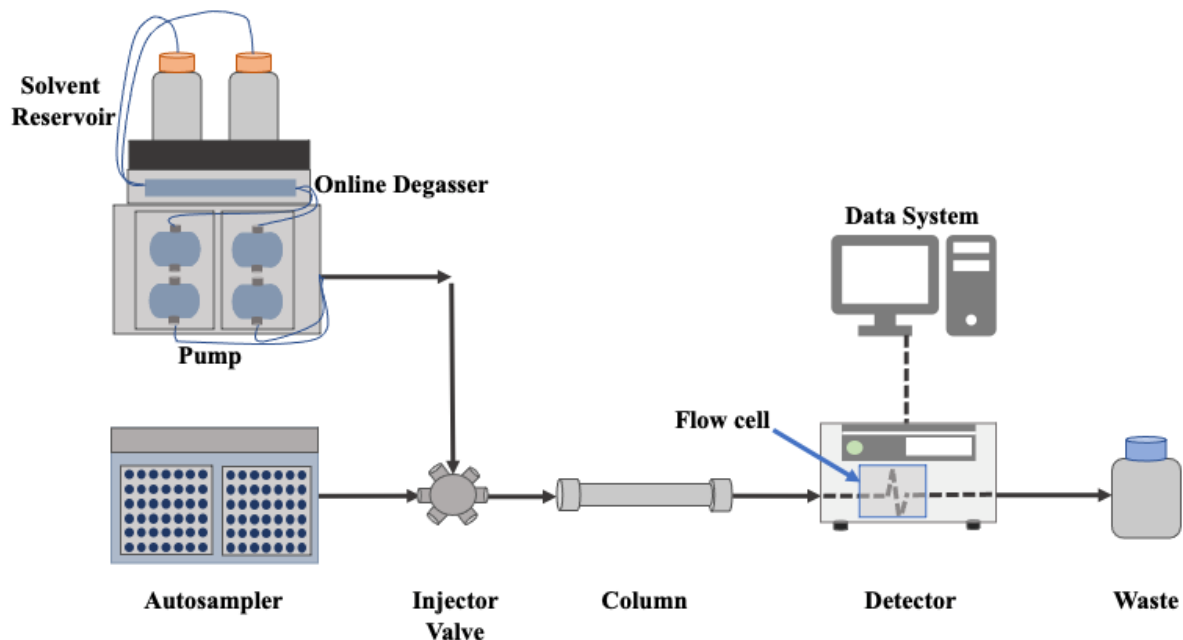 Solvent
Reservoir
Online Degasser
Data System
Pump
Flow cell
Autosampler
Injector
Valve
Column
Detector
Waste